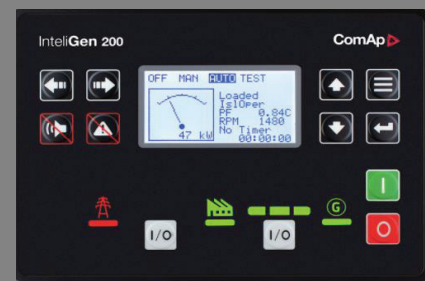 InteliGen 200
ComAp
OFF MAN AUTO TEST
Loaded
IslOper
PF 0.84C
RPM 1480
No Timer
47 kW 00:00:00
I
G
I/O
I/O
O